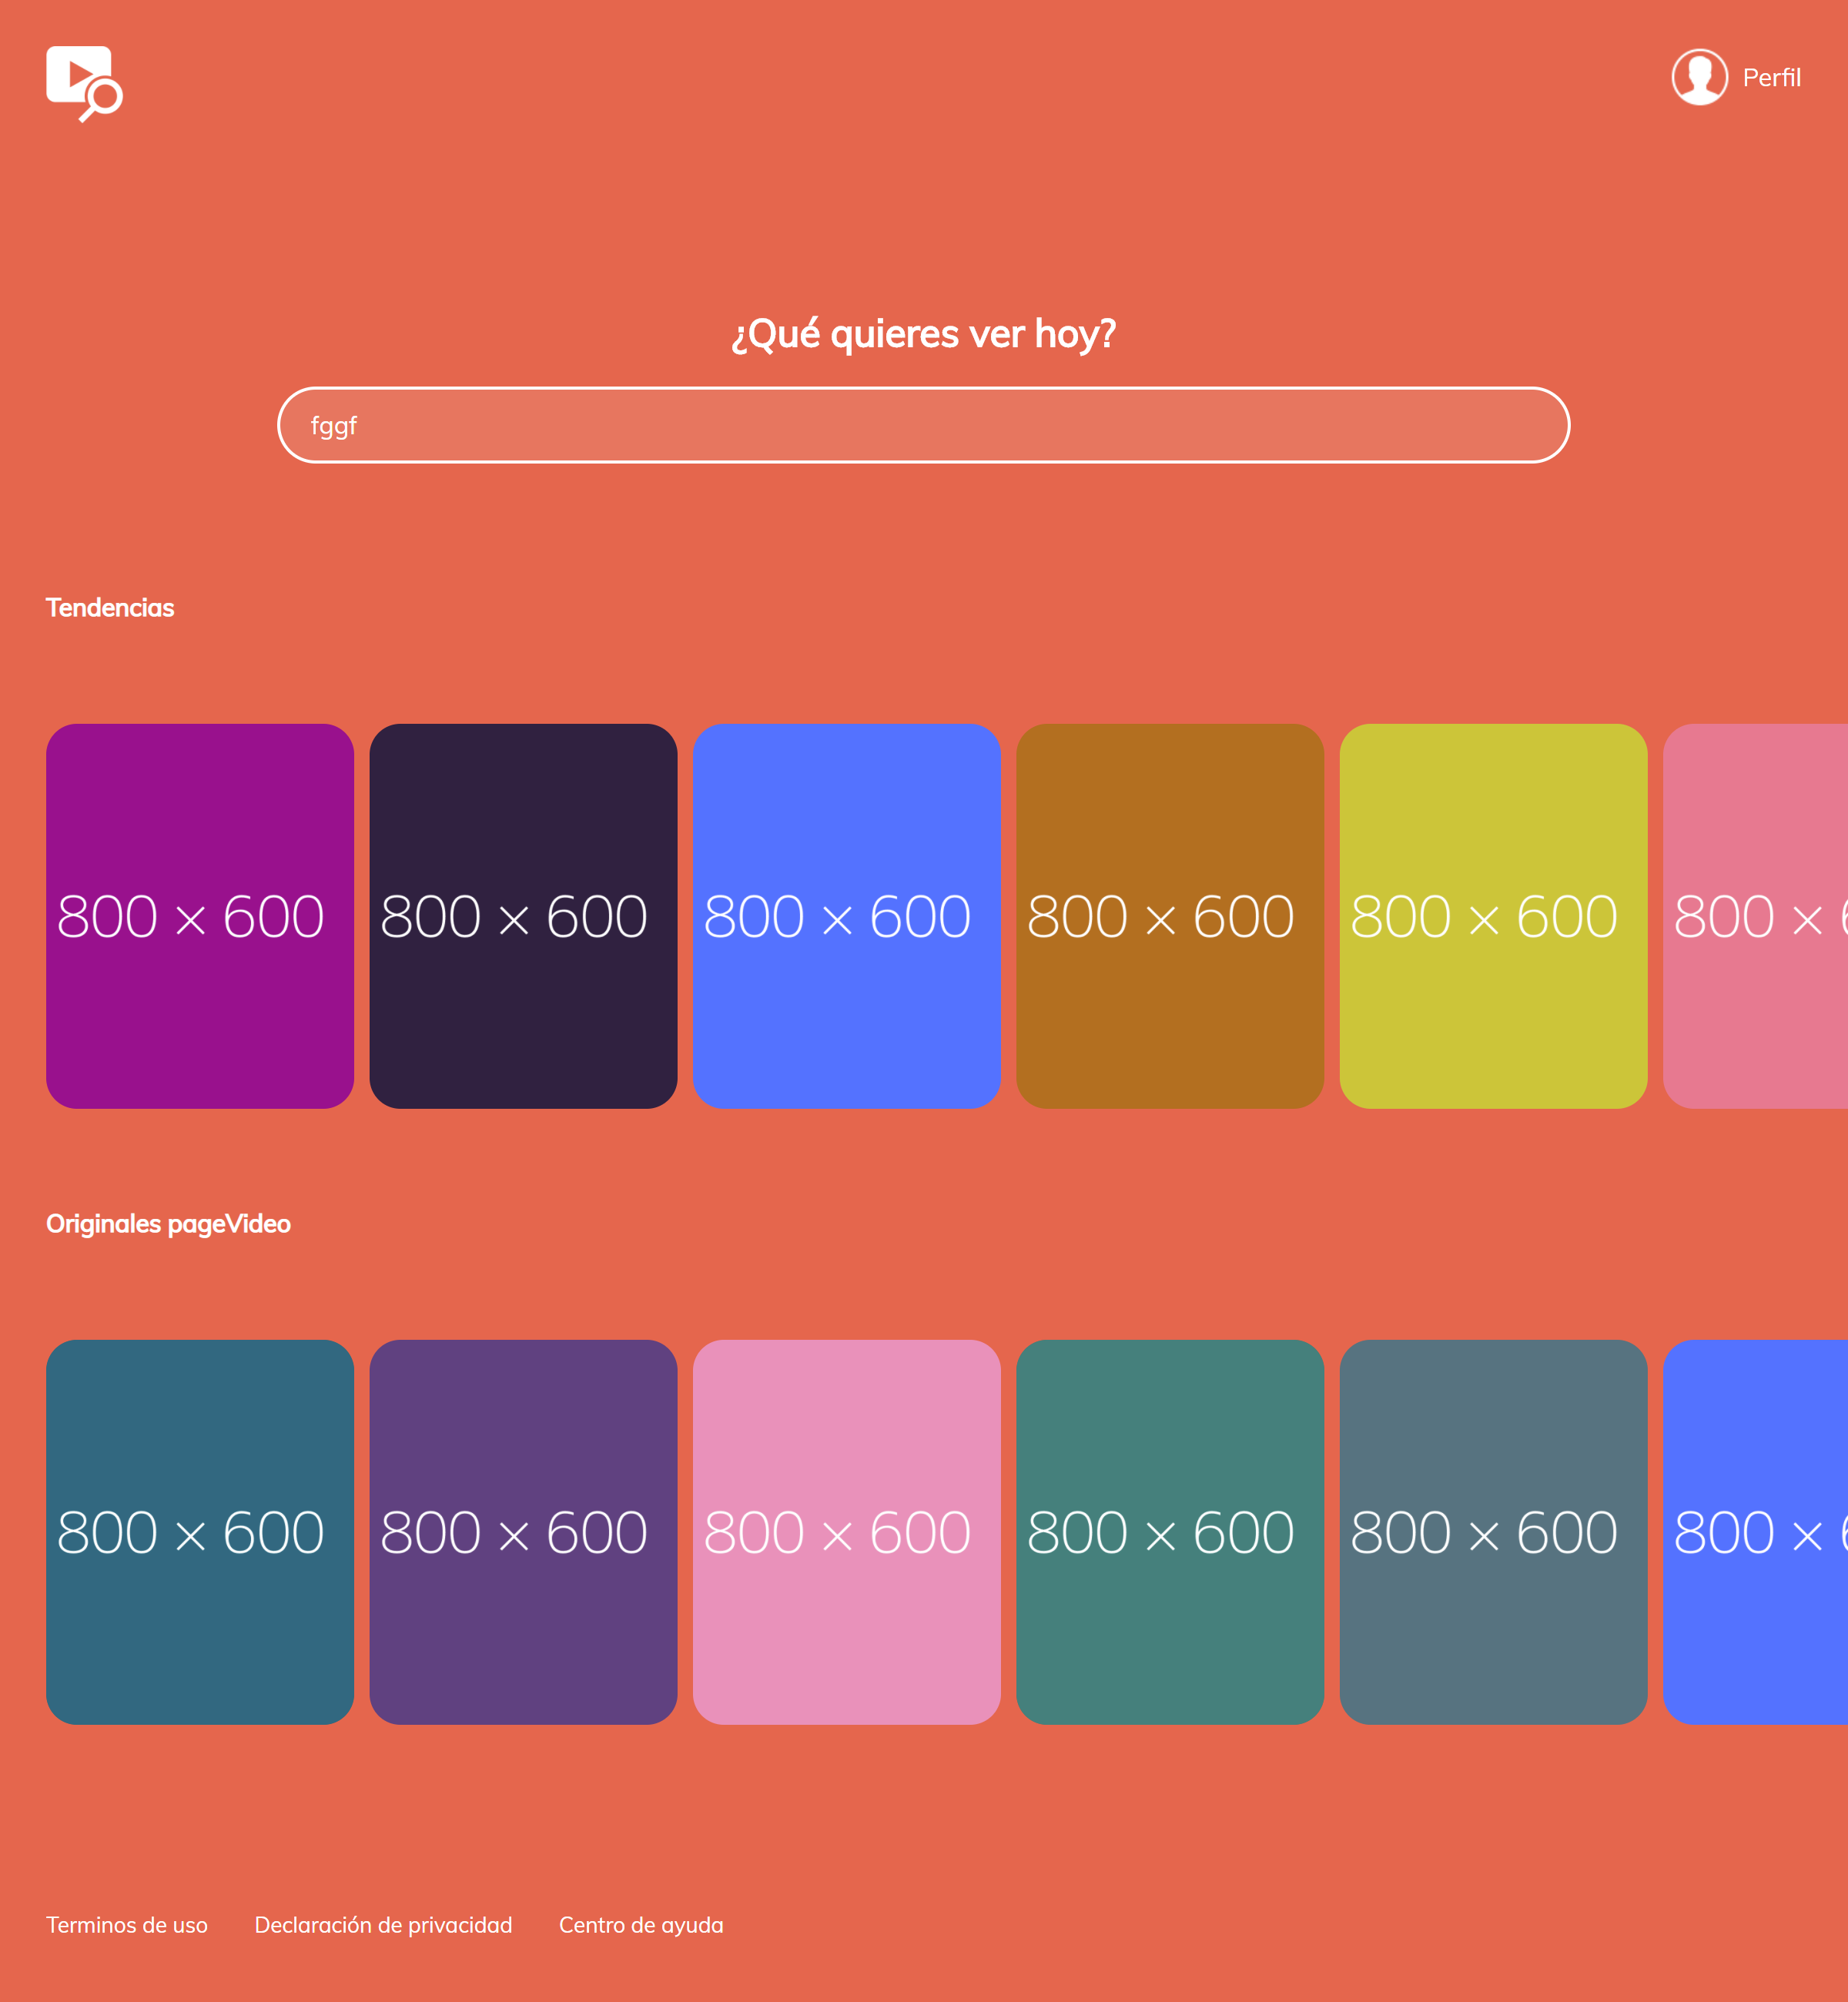 Perfil
¿Qué quieres ver hoy?
fggf
Tendencias
800 × 600
800 × 600
800 × 600
800 × 600
800 × 600
800 × 6
Originales pageVideo
800 × 600
800 × 600
800 × 600
800 × 600
800 × 600
800 × 6
Terminos de uso
Declaración de privacidad
Centro de ayuda